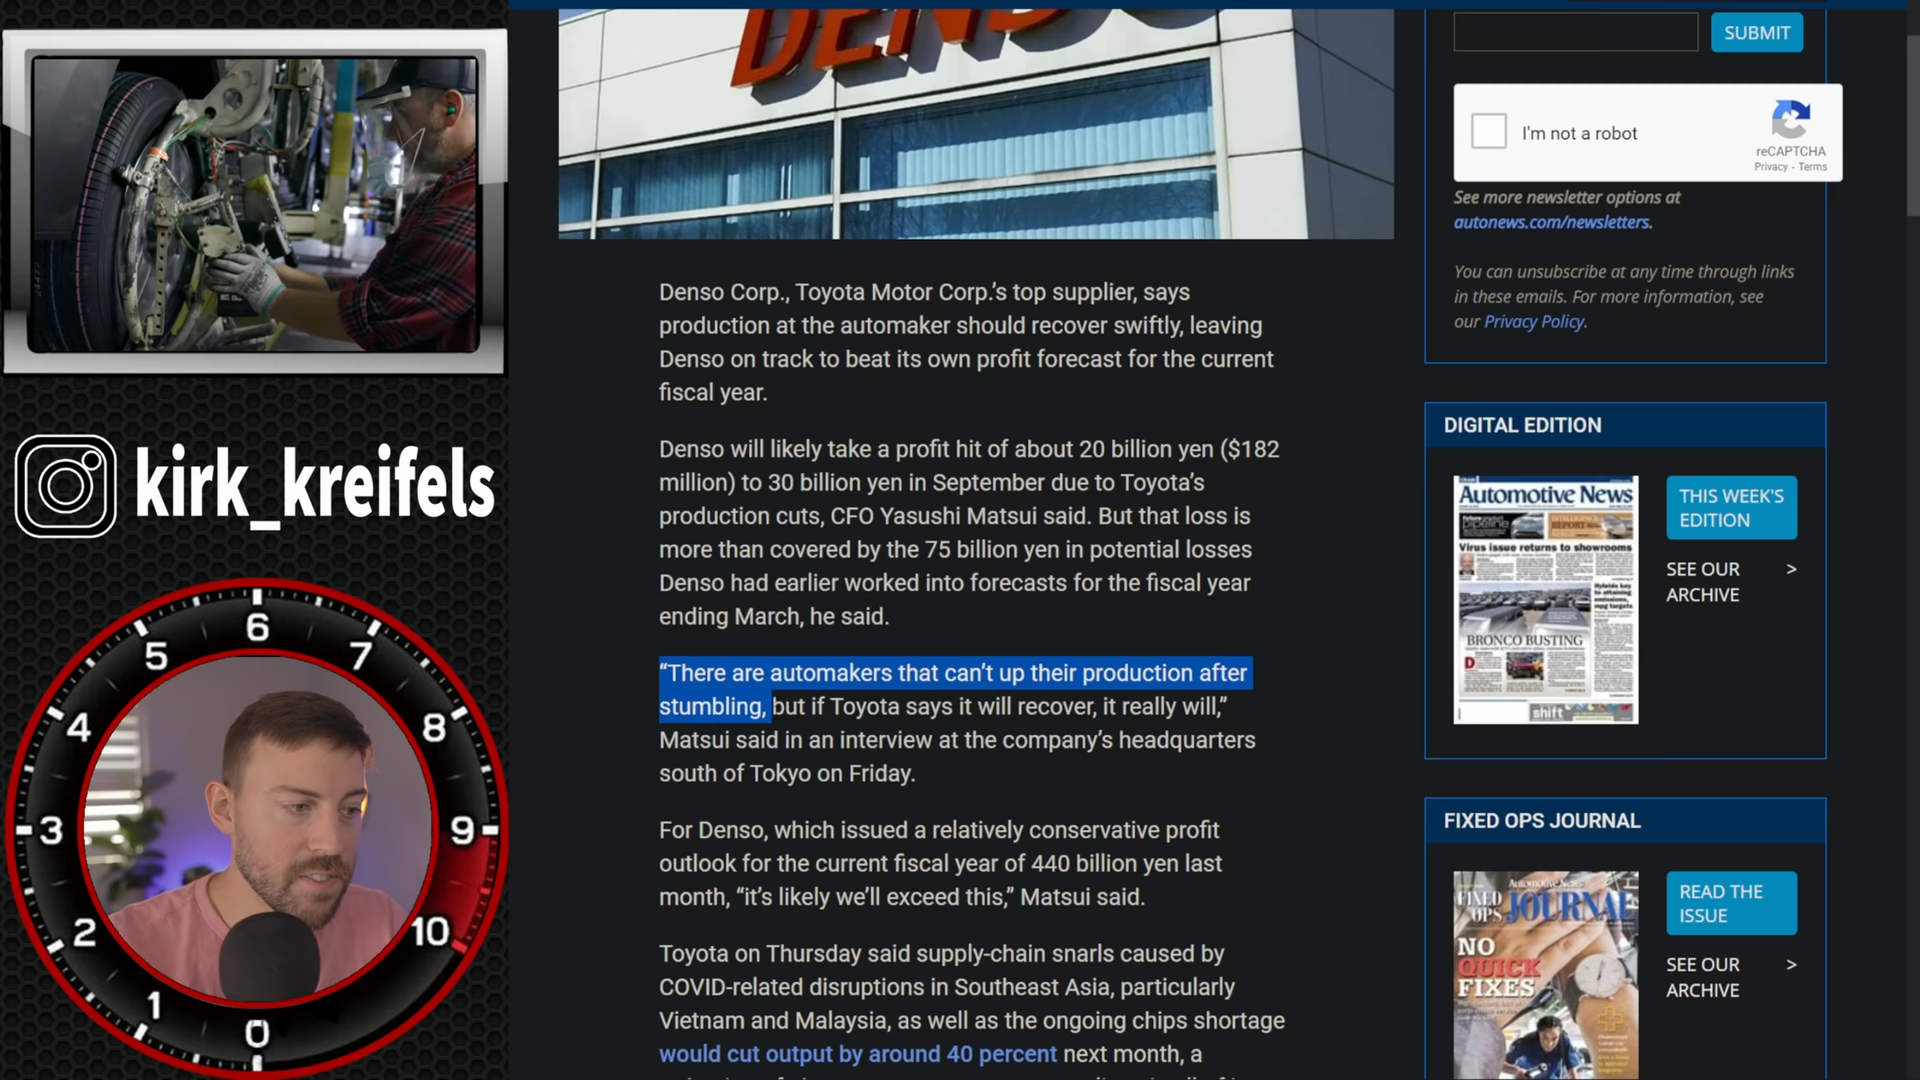 DENSO
kirk_kreifels
0
1
2
3
4
5
6
7
8
9
10
Denso Corp., Toyota Motor Corp.’s top supplier, says
production at the automaker should recover swiftly, leaving
Denso on track to beat its own profit forecast for the current
fiscal year.
Denso will likely take a profit hit of about 20 billion yen ($182
million) to 30 billion yen in September due to Toyota’s
production cuts, CFO Yasushi Matsui said. But that loss is
more than covered by the 75 billion yen in potential losses
Denso had earlier worked into forecasts for the fiscal year
ending March, he said.
“There are automakers that can’t up their production after
stumbling, but if Toyota says it will recover, it really will,”
Matsui said in an interview at the company’s headquarters
south of Tokyo on Friday.
For Denso, which issued a relatively conservative profit
outlook for the current fiscal year of 440 billion yen last
month, “it’s likely we’ll exceed this,” Matsui said.
Toyota on Thursday said supply-chain snarls caused by
COVID-related disruptions in Southeast Asia, particularly
Vietnam and Malaysia, as well as the ongoing chips shortage
would cut output by around 40 percent next month, a
SUBMIT
I'm not a robot
reCAPTCHA
Privacy - Terms
See more newsletter options at
autonews.com/newsletters.
You can unsubscribe at any time through links
in these emails. For more information, see
our Privacy Policy.
DIGITAL EDITION
Automotive News
Virus issue returns to showrooms
Hybrids key
to attaining
emissions,
mpg targets
BRONCO BUSTING
shift
THIS WEEK'S
EDITION
SEE OUR >
ARCHIVE
FIXED OPS JOURNAL
Automotive News
FIXED
OPS JOURNAL
NO
QUICK
FIXES
READ THE
ISSUE
SEE OUR >
ARCHIVE